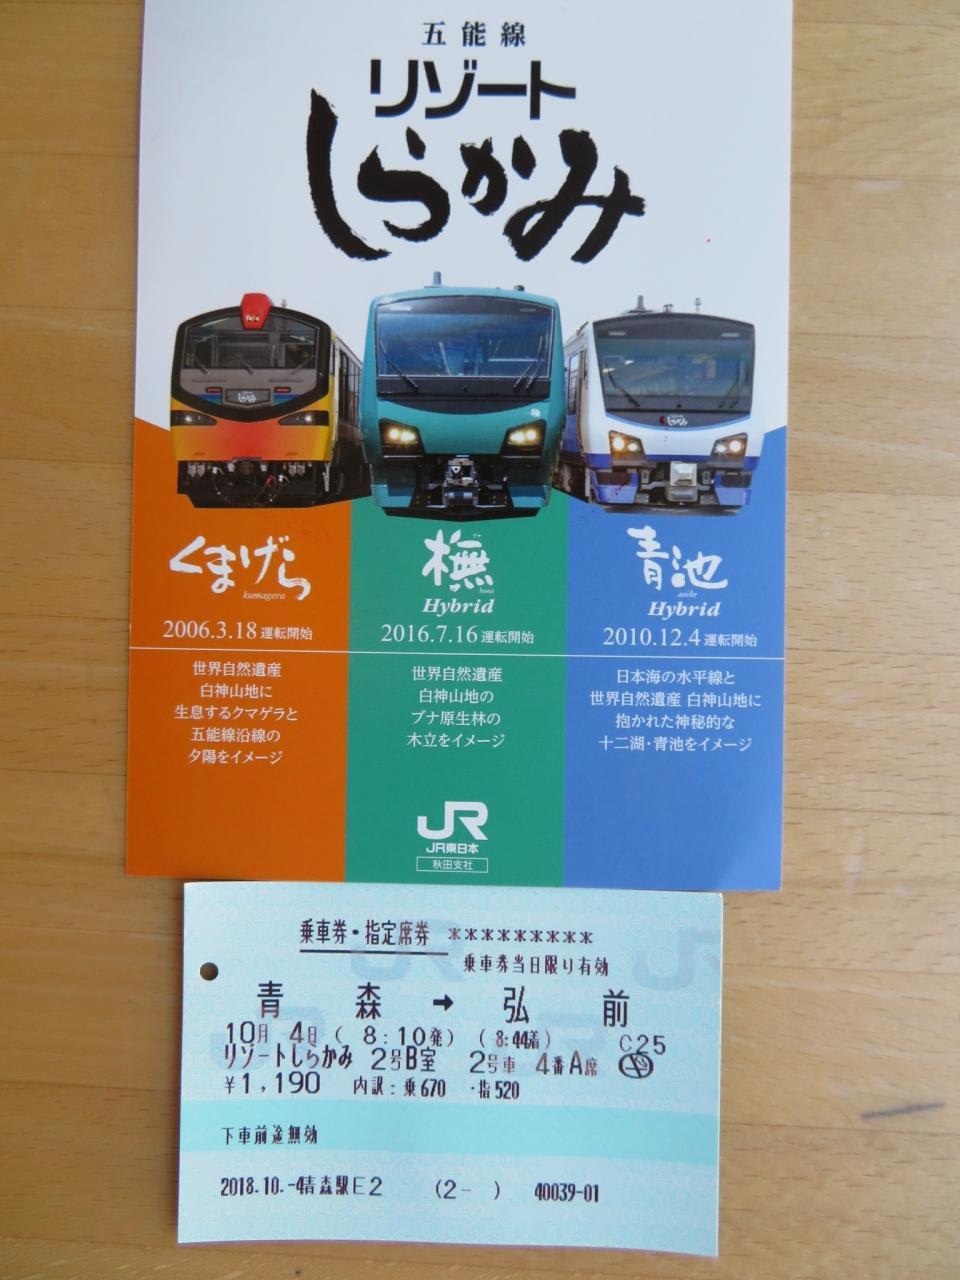 五能線
リゾート
しらかみ
くまげら
kumagera
2006.3.18 運転開始
世界自然遺産
白神山地に
生息するクマゲラと
五能線沿線の
夕陽をイメージ
ブナ
橅
buna
Hybrid
2016.7.16 運転開始
世界自然遺産
白神山地の
ブナ原生林の
木立をイメージ
青池
aoike
Hybrid
2010.12.4 運転開始
日本海の水平線と
世界自然遺産 白神山地に
抱かれた神秘的な
十二湖・青池をイメージ
JR
JR東日本
秋田支社
乗車券・指定席券 *********
乗車券当日限り有効
青森 → 弘前
10月 4日 ( 8:10発) (8:44着) C25
リゾートしらかみ 2号B室 2号車 4番A席
¥1,190 内訳:乗670 ・指520
下車前途無効
2018.10.-4青森駅E2 (2- ) 40039-01